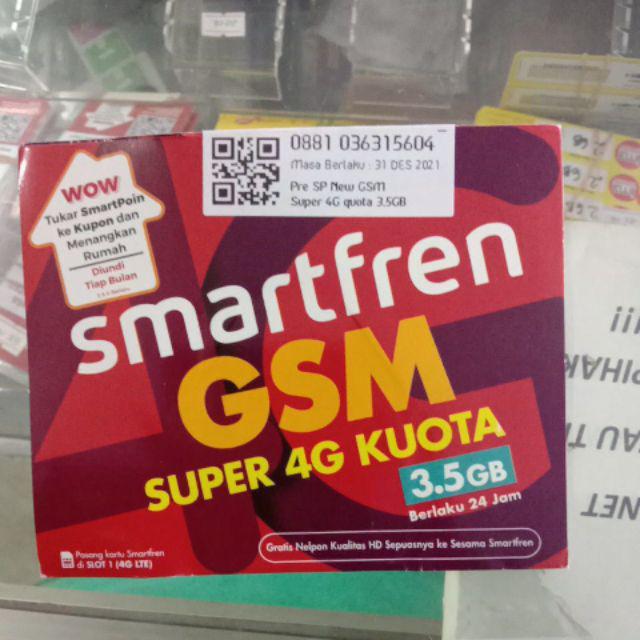 0881 036315604
Masa Berlaku : 31 DES 2021
Pre SP New GSM
Super 4G quota 3.5GB
WOW
Tukar SmartPoin
ke Kupon dan
Menangkan
Rumah
Diundi
Tiap Bulan
smartfren
GSM
SUPER 4G KUOTA
3.5GB
Berlaku 24 Jam
Pasang kartu Smartfren
di SLOT 1 (4G LTE)
Gratis Nelpon Kualitas HD Sepuasnya ke Sesama Smartfren